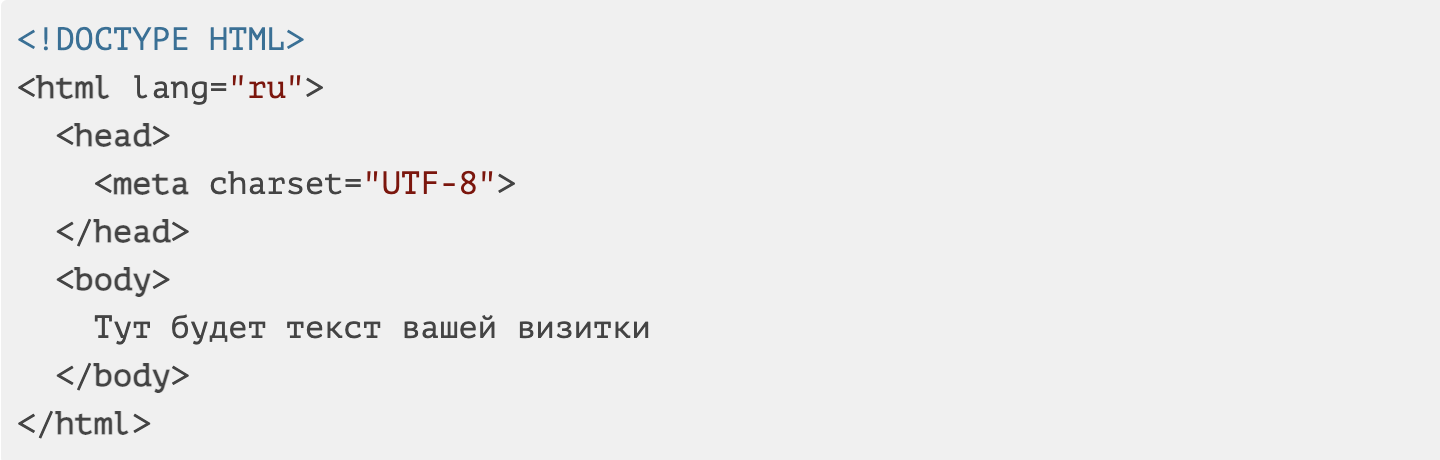 <!DOCTYPE HTML>
<html lang="ru">
  <head>
    <meta charset="UTF-8">
  </head>
  <body>
    Тут будет текст вашей визитки
  </body>
</html>